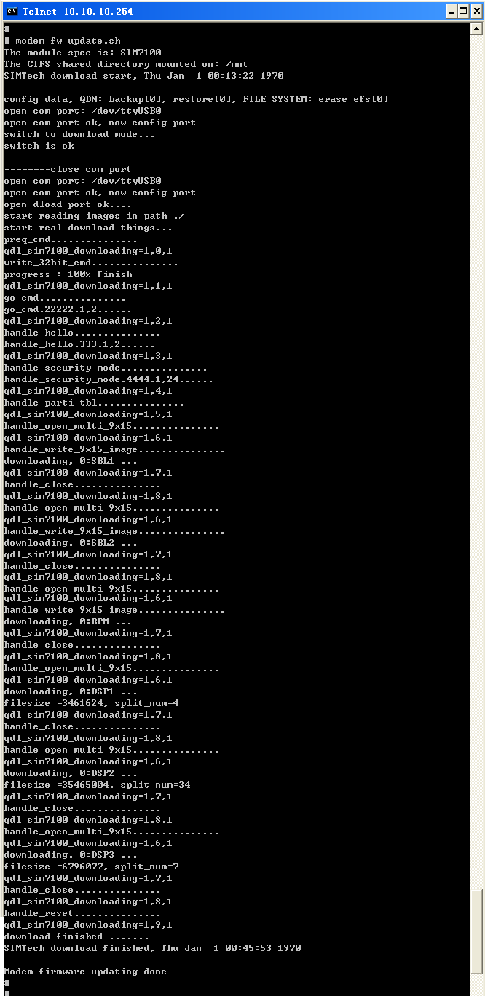 Telnet 10.10.10.254
#
# modem_fw_update.sh
The module spec is: SIM7100
The CIFS shared directory mounted on: /mnt
SIMTech download start, Thu Jan  1 00:13:22 1970
config data, QDN: backup[0], restore[0], FILE SYSTEM: erase efs[0]
open com port: /dev/ttyUSB0
open com port ok, now config port
switch to download mode...
switch is ok
========close com port
open com port: /dev/ttyUSB0
open com port ok, now config port
open dload port ok....
start reading images in path ./
start real download things...
preq_cmd...............
qdl_sim7100_downloading=1,0,1
write_32bit_cmd...............
progress : 100% finish
qdl_sim7100_downloading=1,1,1
go_cmd...............
go_cmd.22222.1,2......
qdl_sim7100_downloading=1,2,1
handle_hello...............
handle_hello.333.1,2......
qdl_sim7100_downloading=1,3,1
handle_security_mode...............
handle_security_mode.4444.1,24......
qdl_sim7100_downloading=1,4,1
handle_parti_tbl...............
qdl_sim7100_downloading=1,5,1
handle_open_multi_9x15...............
qdl_sim7100_downloading=1,6,1
handle_write_9x15_image...............
downloading, 0:SBL1 ...
qdl_sim7100_downloading=1,7,1
handle_close...............
qdl_sim7100_downloading=1,8,1
handle_open_multi_9x15...............
qdl_sim7100_downloading=1,6,1
handle_write_9x15_image...............
downloading, 0:SBL2 ...
qdl_sim7100_downloading=1,7,1
handle_close...............
qdl_sim7100_downloading=1,8,1
handle_open_multi_9x15...............
qdl_sim7100_downloading=1,6,1
handle_write_9x15_image...............
downloading, 0:RPM ...
qdl_sim7100_downloading=1,7,1
handle_close...............
qdl_sim7100_downloading=1,8,1
handle_open_multi_9x15...............
qdl_sim7100_downloading=1,6,1
downloading, 0:DSP1 ...
filesize =3461624, split_num=4
qdl_sim7100_downloading=1,7,1
handle_close...............
qdl_sim7100_downloading=1,8,1
handle_open_multi_9x15...............
qdl_sim7100_downloading=1,6,1
downloading, 0:DSP2 ...
filesize =35465004, split_num=34
qdl_sim7100_downloading=1,7,1
handle_close...............
qdl_sim7100_downloading=1,8,1
handle_open_multi_9x15...............
qdl_sim7100_downloading=1,6,1
downloading, 0:DSP3 ...
filesize =6796077, split_num=7
qdl_sim7100_downloading=1,7,1
handle_close...............
qdl_sim7100_downloading=1,8,1
handle_reset...............
qdl_sim7100_downloading=1,9,1
download finished .......
SIMTech download finished, Thu Jan  1 00:45:53 1970
Modem firmware updating done
#
#